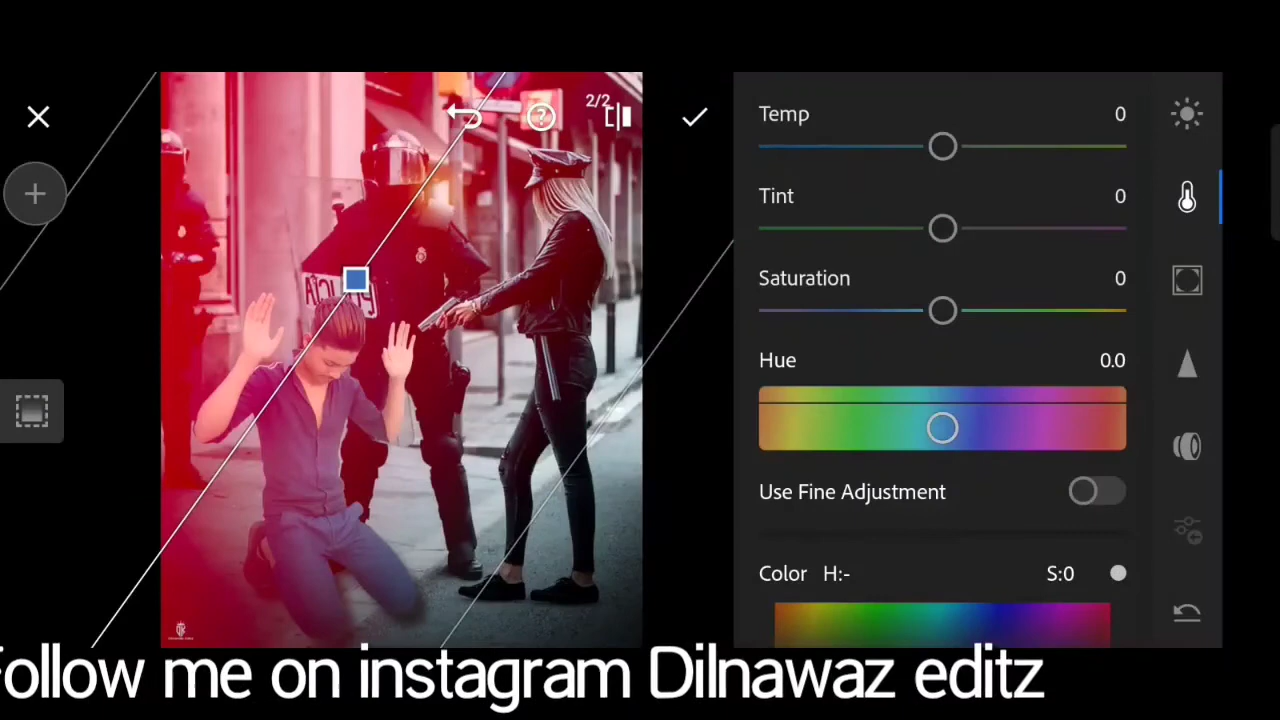 2/2
Temp 0
Tint 0
Saturation 0
Hue 0.0
Use Fine Adjustment
Color H:- S:0
Follow me on instagram Dilnawaz editz